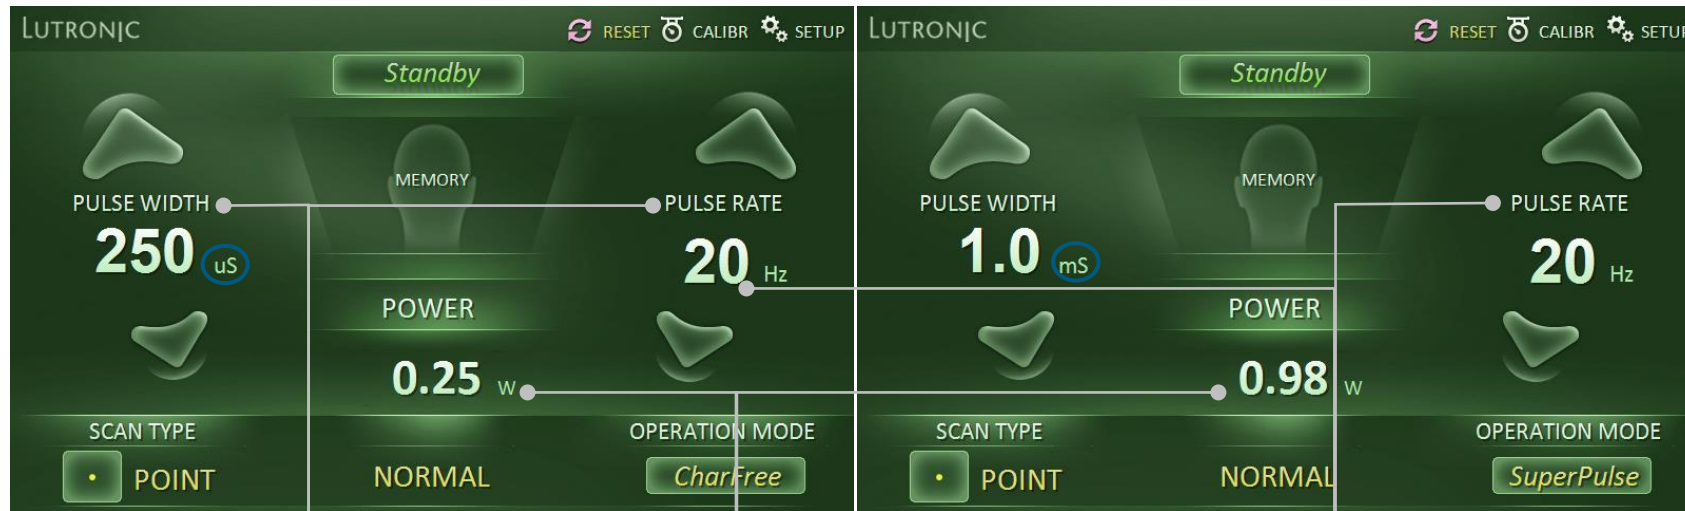 LUTRONIC
RESET CALIBR SETUP
Standby
MEMORY
PULSE WIDTH
PULSE RATE
250 uS
20 Hz
POWER
0.25 W
SCAN TYPE
OPERATION MODE
POINT
NORMAL
CharFree
LUTRONIC
RESET CALIBR SETUP
Standby
MEMORY
PULSE WIDTH
PULSE RATE
1.0 mS
20 Hz
POWER
0.98 W
SCAN TYPE
OPERATION MODE
POINT
NORMAL
SuperPulse